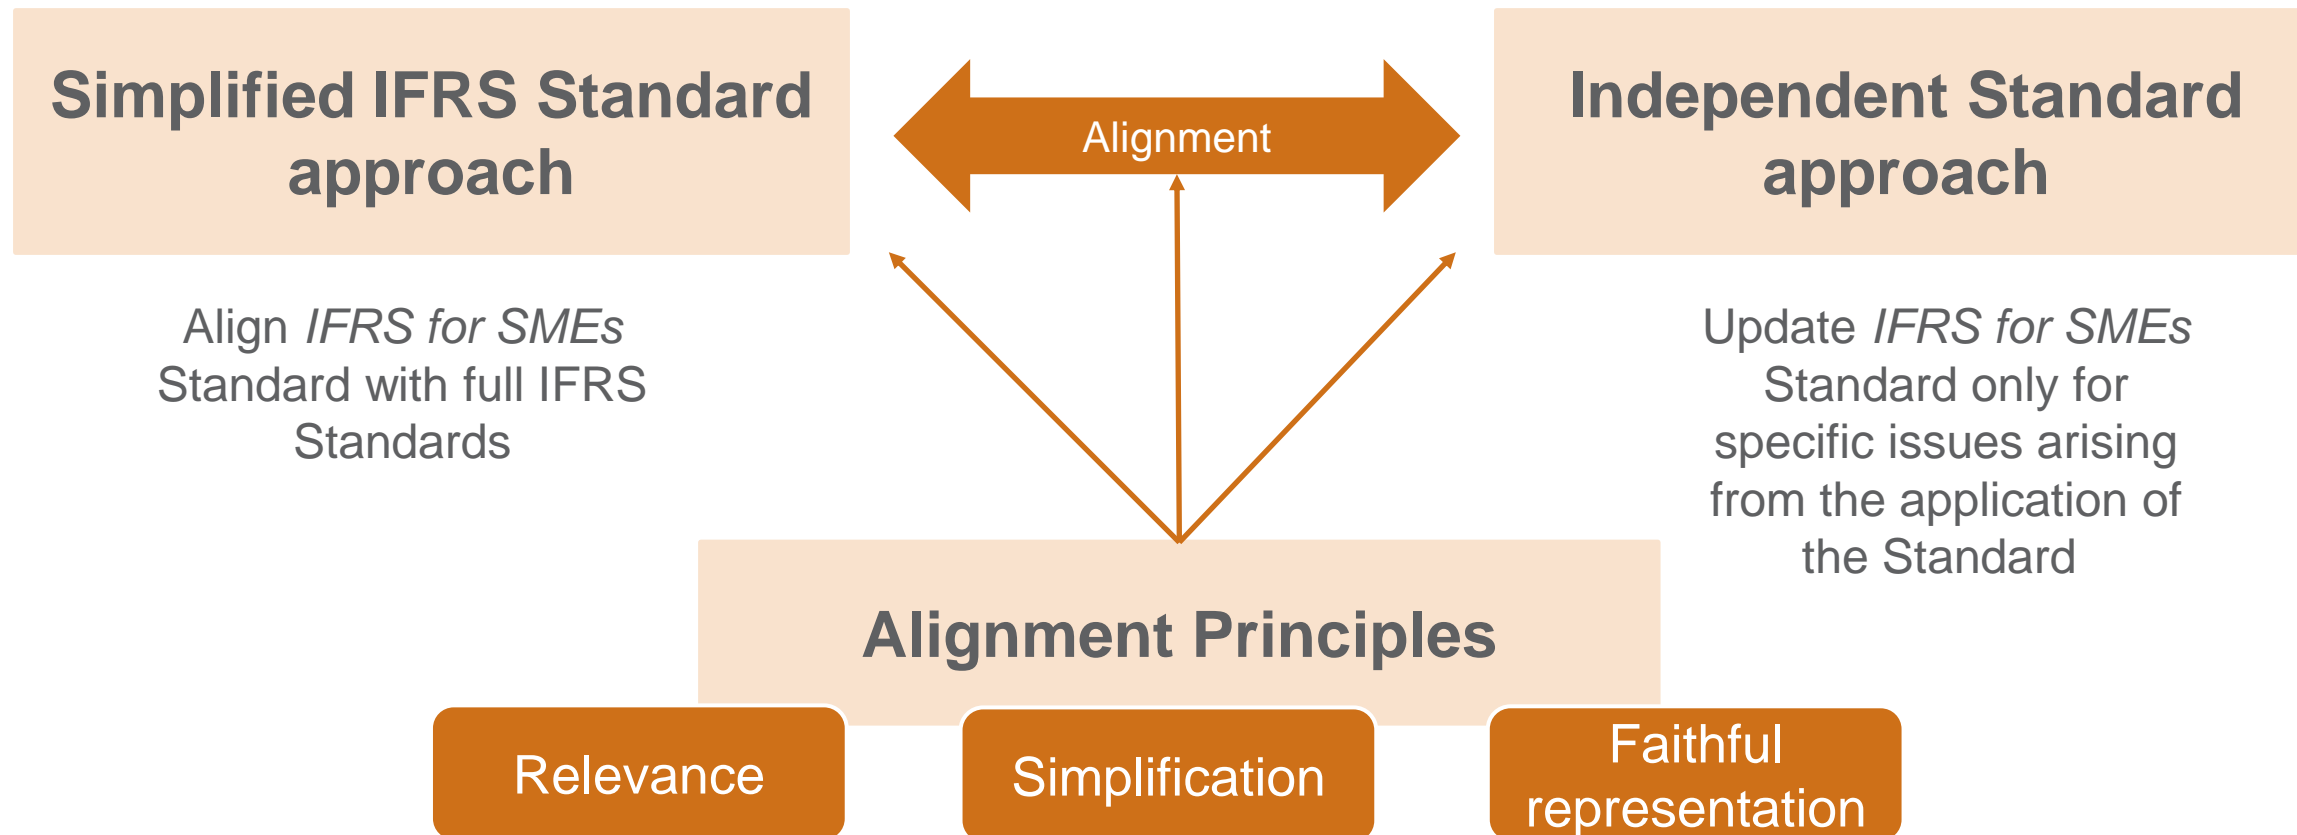 Simplified IFRS Standard
approach
Alignment
Independent Standard
approach
Align IFRS for SMEs
Standard with full IFRS
Standards
Update IFRS for SMEs
Standard only for
specific issues arising
from the application of
the Standard
Alignment Principles
Relevance
Simplification
Faithful
representation